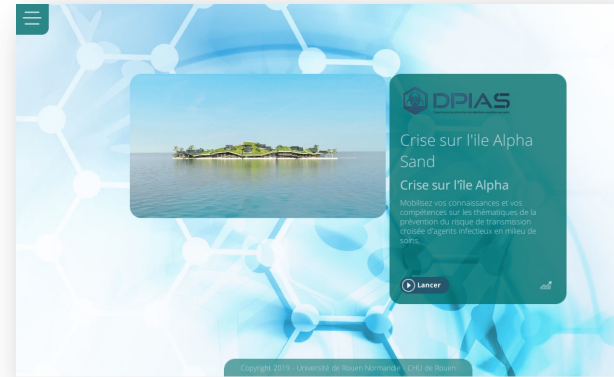 DPIAS
Crise sur l'ile Alpha
Sand
Crise sur l'île Alpha
Mobilisez vos connaissances et vos
compétences sur les thématiques de la
prévention du risque de transmission
croisée d'agents infectieux en milieu de
soins.
Lancer
Copyright 2019 - Université de Rouen Normandie - CHU de Rouen